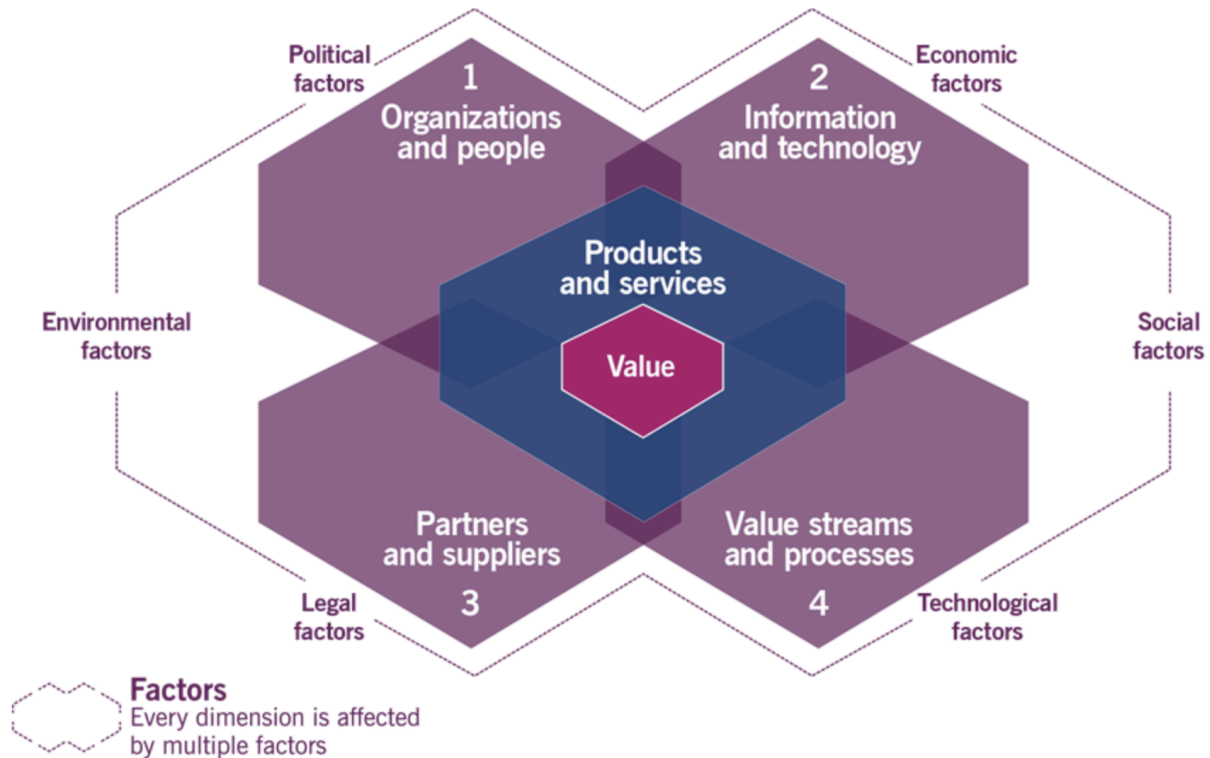 Political
factors
Economic
factors
1
Organizations
and people
2
Information
and technology
Products
and services
Environmental
factors
Value
Social
factors
Partners
and suppliers
3
Value streams
and processes
4
Legal
factors
Technological
factors
Factors
Every dimension is affected
by multiple factors